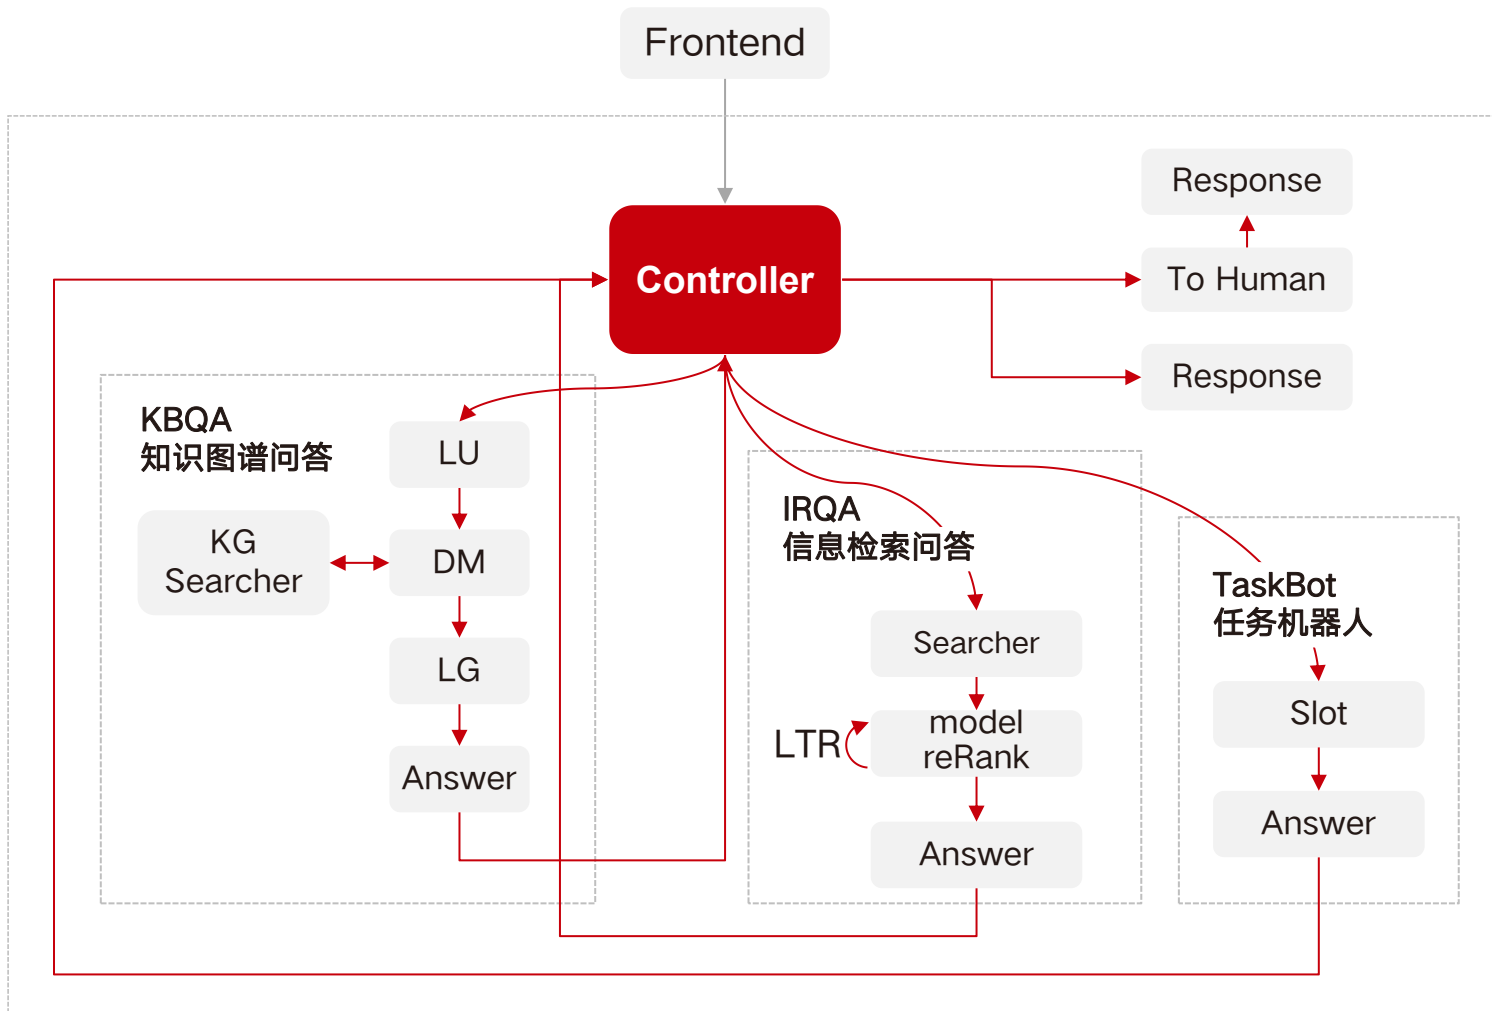 Frontend
Controller
Response
To Human
Response
KBQA
知识图谱问答
LU
KG
Searcher
DM
LG
Answer
IRQA
信息检索问答
Searcher
LTR
model
reRank
Answer
TaskBot
任务机器人
Slot
Answer